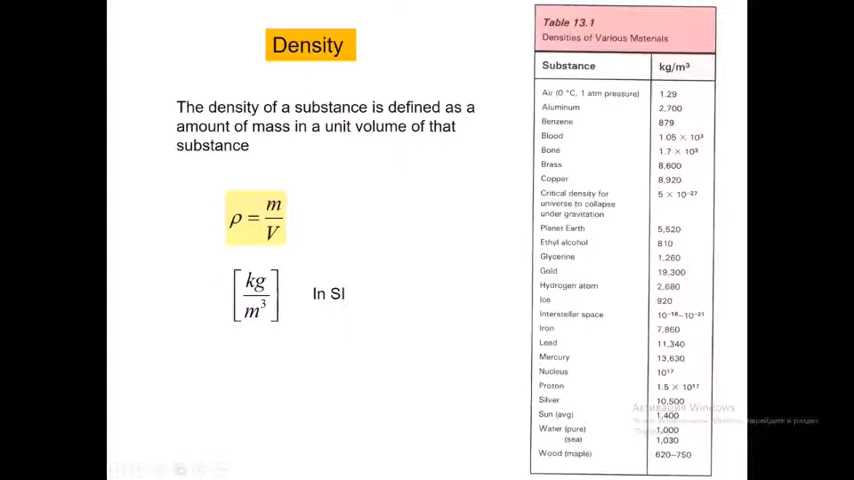 Density
The density of a substance is defined as a
amount of mass in a unit volume of that
substance
ρ = m/V
[kg/m³]
In SI
Table 13.1
Densities of Various Materials
Substance kg/m³
Air (0 °C, 1 atm pressure) 1.29
Aluminum 2,700
Benzene 879
Blood 1.05 × 10³
Bone 1.7 × 10³
Brass 8,600
Copper 8,920
Critical density for 5 × 10⁻²⁷
universe to collapse
under gravitation
Planet Earth 5,520
Ethyl alcohol 810
Glycerine 1,260
Gold 19,300
Hydrogen atom 2,680
Ice 920
Interstellar space 10⁻¹⁸–10⁻²¹
Iron 7,860
Lead 11,340
Mercury 13,630
Nucleus 10¹⁷
Proton 1.5 × 10¹⁷
Silver 10,500
Активация Windows
Sun (avg) 1,400
перейдите в раздел
Water (pure) 1,000
(sea) 1,030
Wood (maple) 620–750